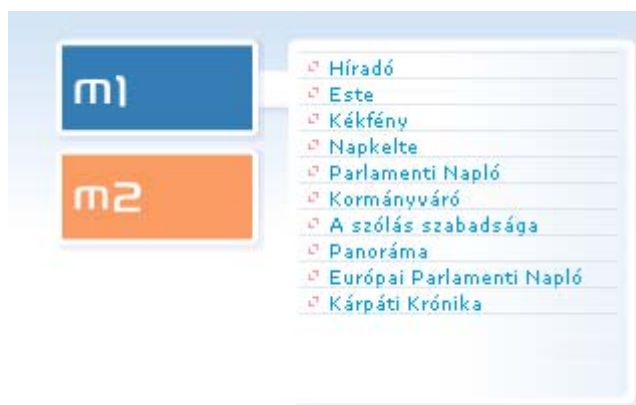 m1
m2
Híradó
Este
Kékfény
Napkelte
Parlamenti Napló
Kormányváró
A szólás szabadsága
Panoráma
Európai Parlamenti Napló
Kárpáti Krónika